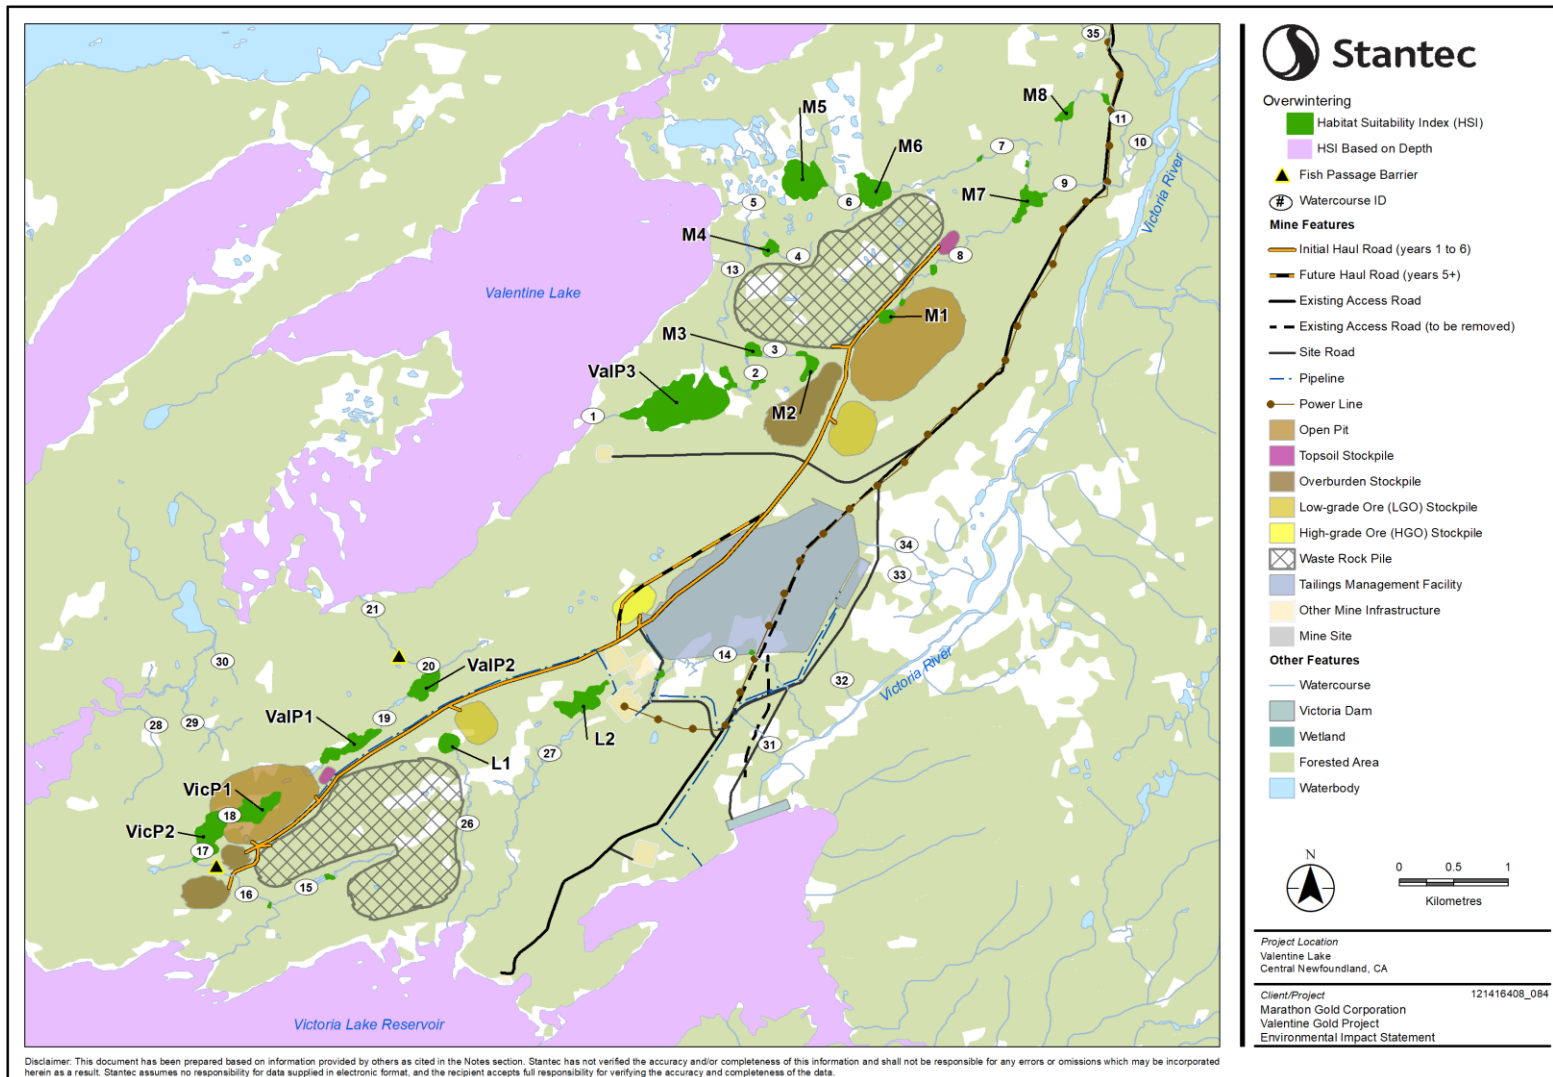 35
M8
M5
11
10
7
M6
9
M7
5
6
Victoria River
M4
4
8
13
Valentine Lake
M1
M3
3
ValP3
2
1
M2
34
33
21
14
30
20
ValP2
32
Victoria River
19
28
29
ValP1
L2
31
27
L1
VicP1
18
VicP2
26
17
15
16
Victoria Lake Reservoir
Stantec
Overwintering
Habitat Suitability Index (HSI)
HSI Based on Depth
Fish Passage Barrier
# Watercourse ID
Mine Features
Initial Haul Road (years 1 to 6)
Future Haul Road (years 5+)
Existing Access Road
Existing Access Road (to be removed)
Site Road
Pipeline
Power Line
Open Pit
Topsoil Stockpile
Overburden Stockpile
Low-grade Ore (LGO) Stockpile
High-grade Ore (HGO) Stockpile
Waste Rock Pile
Tailings Management Facility
Other Mine Infrastructure
Mine Site
Other Features
Watercourse
Victoria Dam
Wetland
Forested Area
Waterbody
N
0 0.5 1
Kilometres
Project Location
Valentine Lake
Central Newfoundland, CA
Client/Project 121416408_084
Marathon Gold Corporation
Valentine Gold Project
Environmental Impact Statement
Disclaimer: This document has been prepared based on information provided by others as cited in the Notes section. Stantec has not verified the accuracy and/or completeness of this information and shall not be responsible for any errors or omissions which may be incorporated
herein as a result. Stantec assumes no responsibility for data supplied in electronic format, and the recipient accepts full responsibility for verifying the accuracy and completeness of the data.